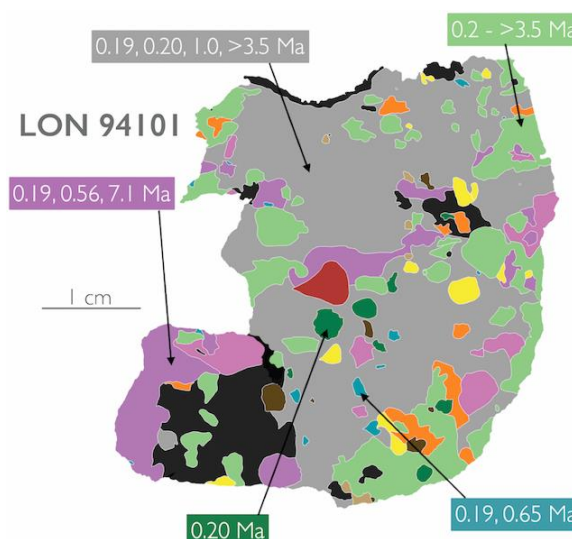 0.19, 0.20, 1.0, >3.5 Ma
0.2 - >3.5 Ma
LON 94101
0.19, 0.56, 7.1 Ma
1 cm
0.20 Ma
0.19, 0.65 Ma